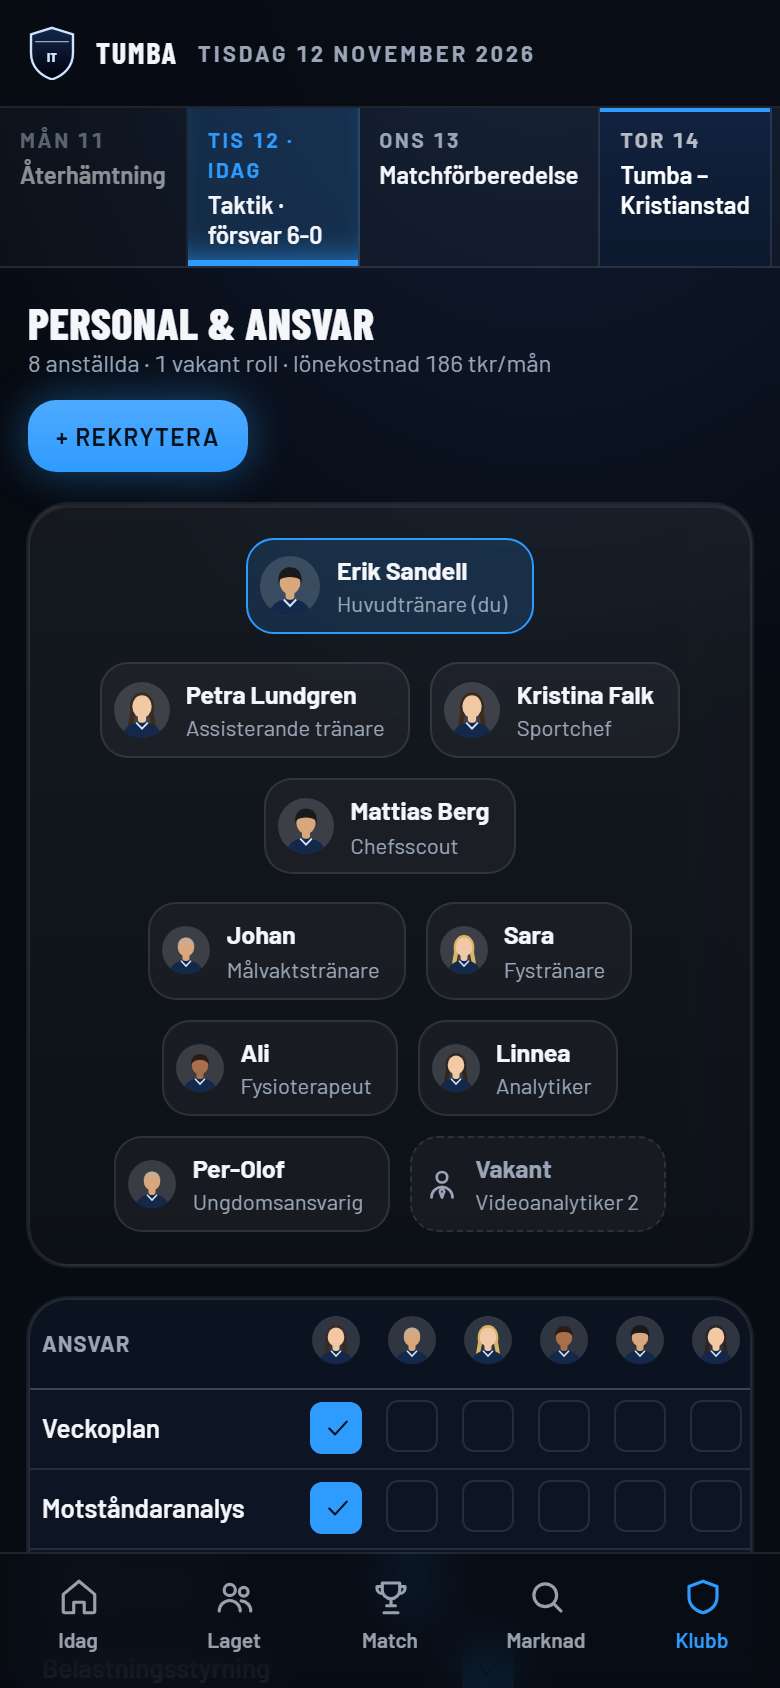 IT
TUMBA TISDAG 12 NOVEMBER 2026
MÅN 11
Återhämtning
TIS 12 ·
IDAG
Taktik ·
försvar 6-0
ONS 13
Matchförberedelse
TOR 14
Tumba –
Kristianstad
PERSONAL & ANSVAR
8 anställda · 1 vakant roll · lönekostnad 186 tkr/mån
+ REKRYTERA
Erik Sandell
Huvudtränare (du)
Petra Lundgren
Assisterande tränare
Kristina Falk
Sportchef
Mattias Berg
Chefsscout
Johan
Målvaktstränare
Sara
Fystränare
Ali
Fysioterapeut
Linnea
Analytiker
Per-Olof
Ungdomsansvarig
Vakant
Videoanalytiker 2
ANSVAR
Veckoplan
Motståndaranalys
Idag
Laget
Match
Marknad
Klubb
Belastningsstyrning